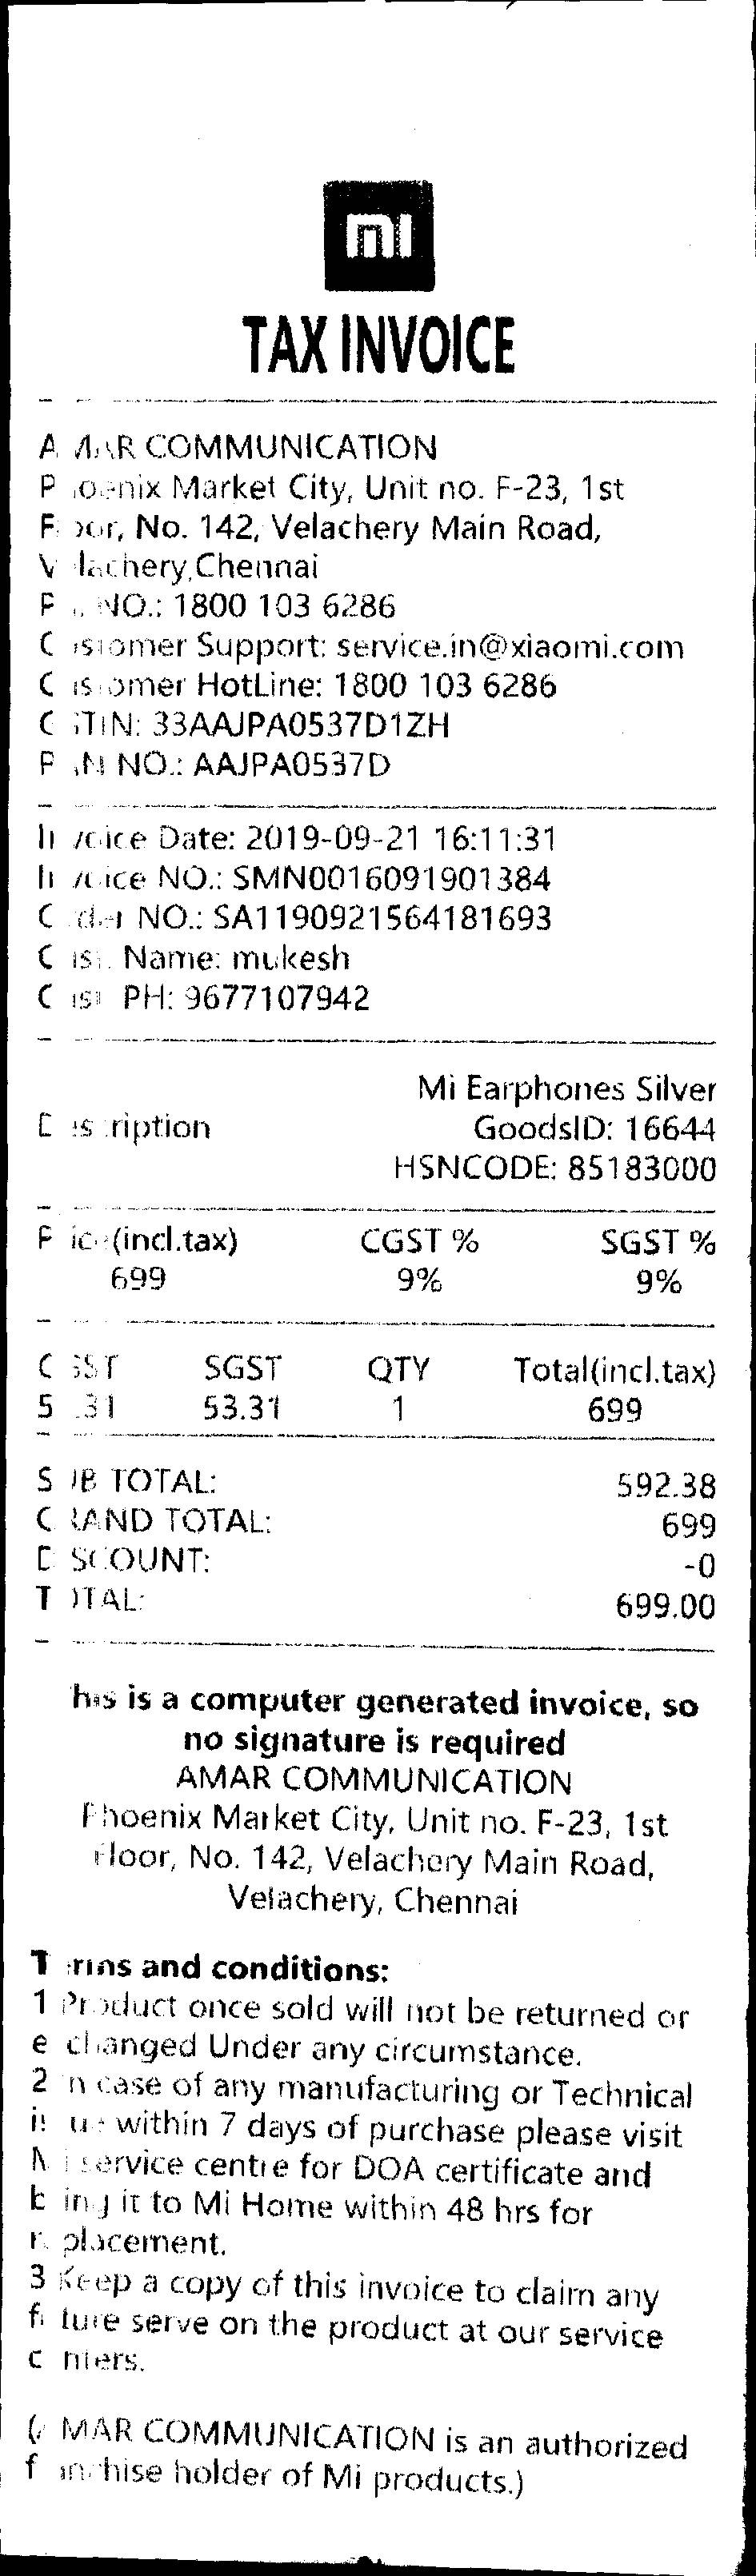 mi
TAX INVOICE
AMAR COMMUNICATION
Phoenix Market City, Unit no. F-23, 1st
Floor, No. 142, Velachery Main Road,
Velachery,Chennai
NO.: 1800 103 6286
Customer Support: service.in@xiaomi.com
Customer HotLine: 1800 103 6286
GSTIN: 33AAJPA0537D1ZH
PAN NO.: AAJPA0537D
Invoice Date: 2019-09-21 16:11:31
Invoice NO.: SMN0016091901384
Order NO.: SA1190921564181693
Cust. Name: mukesh
Cust PH: 9677107942
Mi Earphones Silver
Description GoodsID: 16644
HSNCODE: 85183000
Price(incl.tax) CGST % SGST %
699 9% 9%
CGST SGST QTY Total(incl.tax)
53.31 53.31 1 699
SUB TOTAL: 592.38
GRAND TOTAL: 699
DISCOUNT: -0
TOTAL: 699.00
This is a computer generated invoice, so
no signature is required
AMAR COMMUNICATION
Phoenix Market City, Unit no. F-23, 1st
Floor, No. 142, Velachery Main Road,
Velachery, Chennai
Terms and conditions:
1 Product once sold will not be returned or
exchanged Under any circumstance.
2 In case of any manufacturing or Technical
issue within 7 days of purchase please visit
Mi service centre for DOA certificate and
bring it to Mi Home within 48 hrs for
replacement.
3 Keep a copy of this invoice to claim any
future serve on the product at our service
centers.
(AMAR COMMUNICATION is an authorized
franchise holder of Mi products.)